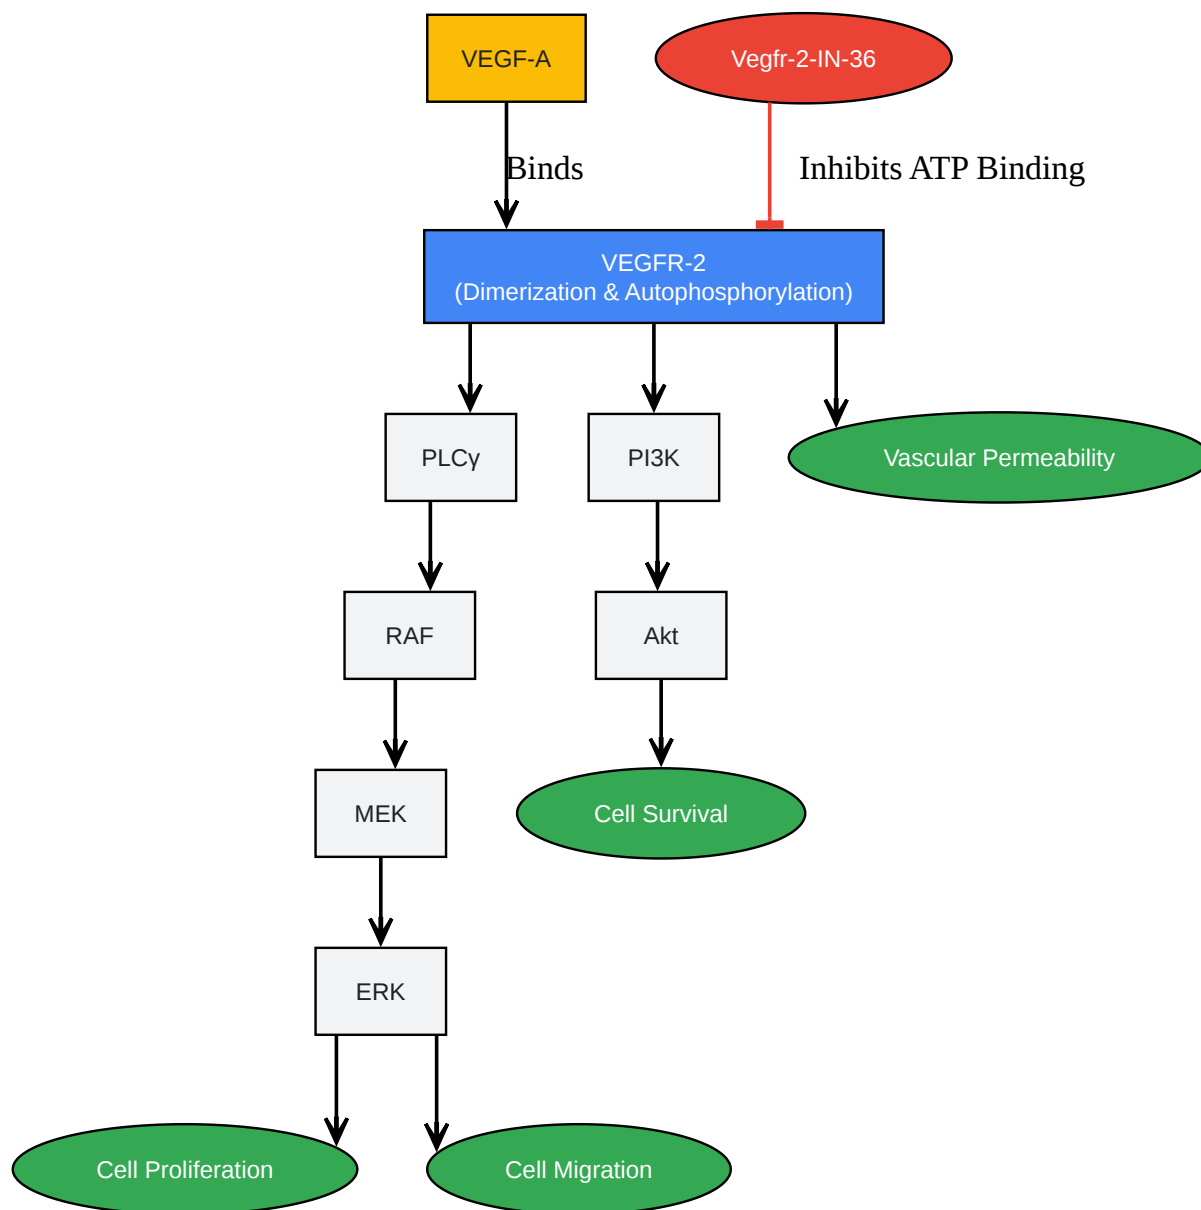 VEGF-A
Vegfr-2-IN-36
Binds
Inhibits ATP Binding
VEGFR-2
(Dimerization & Autophosphorylation)
PLCγ
PI3K
Vascular Permeability
RAF
Akt
MEK
Cell Survival
ERK
Cell Proliferation
Cell Migration